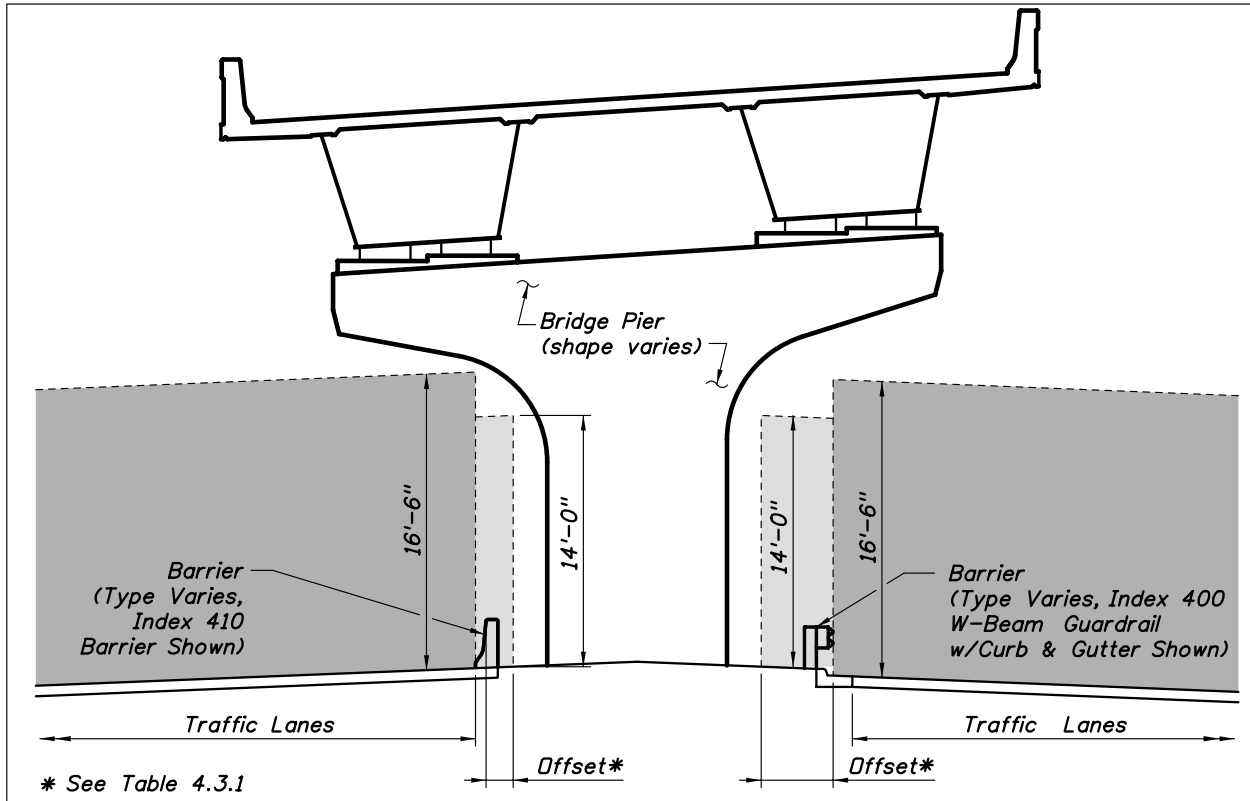 Bridge Pier
(shape varies)
16'-6"
14'-0"
14'-0"
16'-6"
Barrier
(Type Varies,
Index 410
Barrier Shown)
Barrier
(Type Varies, Index 400
W-Beam Guardrail
w/Curb & Gutter Shown)
Traffic Lanes
Traffic Lanes
Offset*
Offset*
* See Table 4.3.1